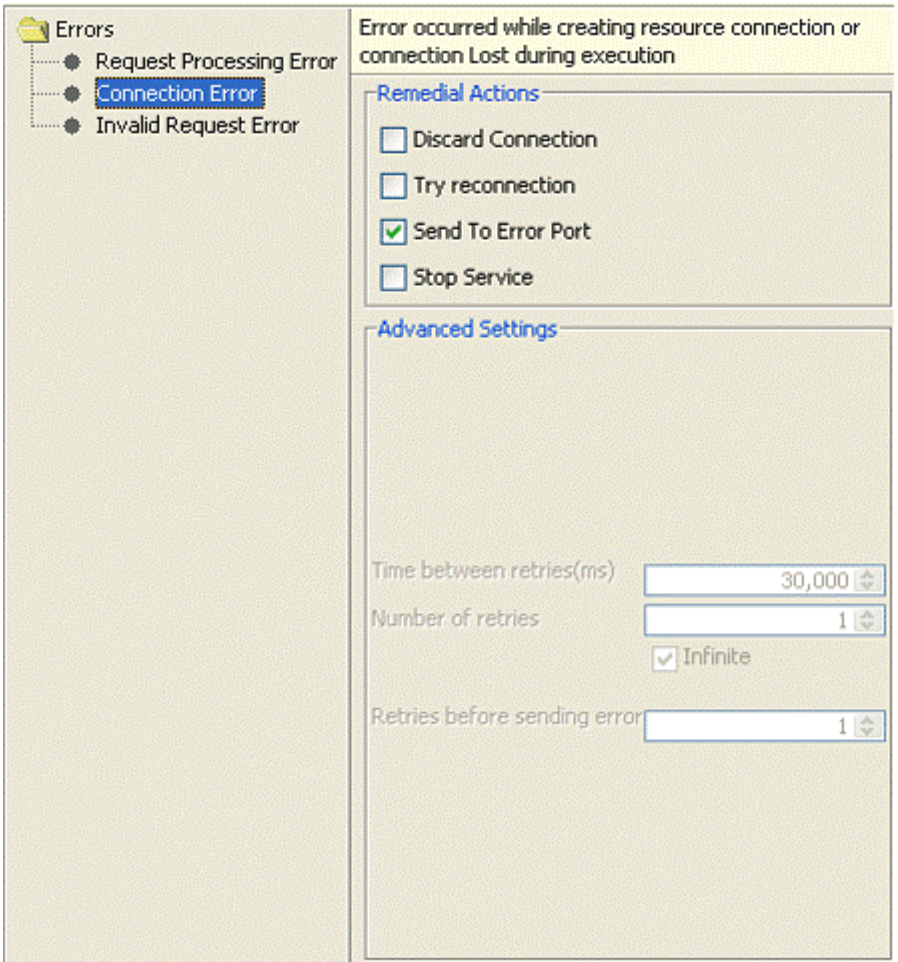 Errors
Request Processing Error
Connection Error
Invalid Request Error
Error occurred while creating resource connection or
connection Lost during execution
Remedial Actions
Discard Connection
Try reconnection
Send To Error Port
Stop Service
Advanced Settings
Time between retries(ms)
30,000
Number of retries
1
Infinite
Retries before sending error
1